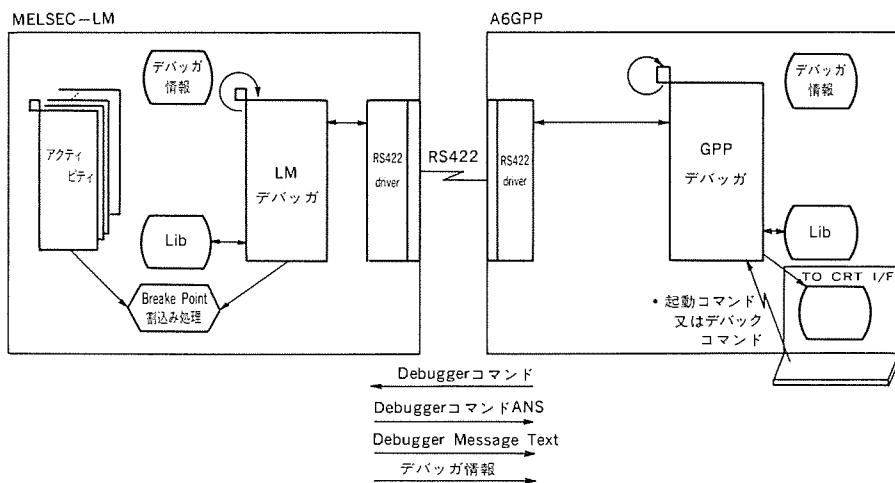 MELSEC-LM
デバッガ
情報
アクティ
ビティ
LM
デバッガ
RS422
driver
Lib
Breake Point
割込み処理
RS422
A6GPP
デバッガ
情報
RS422
driver
GPP
デバッガ
Lib
TO CRT I/F
• 起動コマンド
又はデバック
コマンド
Debuggerコマンド
DebuggerコマンドANS
Debugger Message Text
デバッガ情報